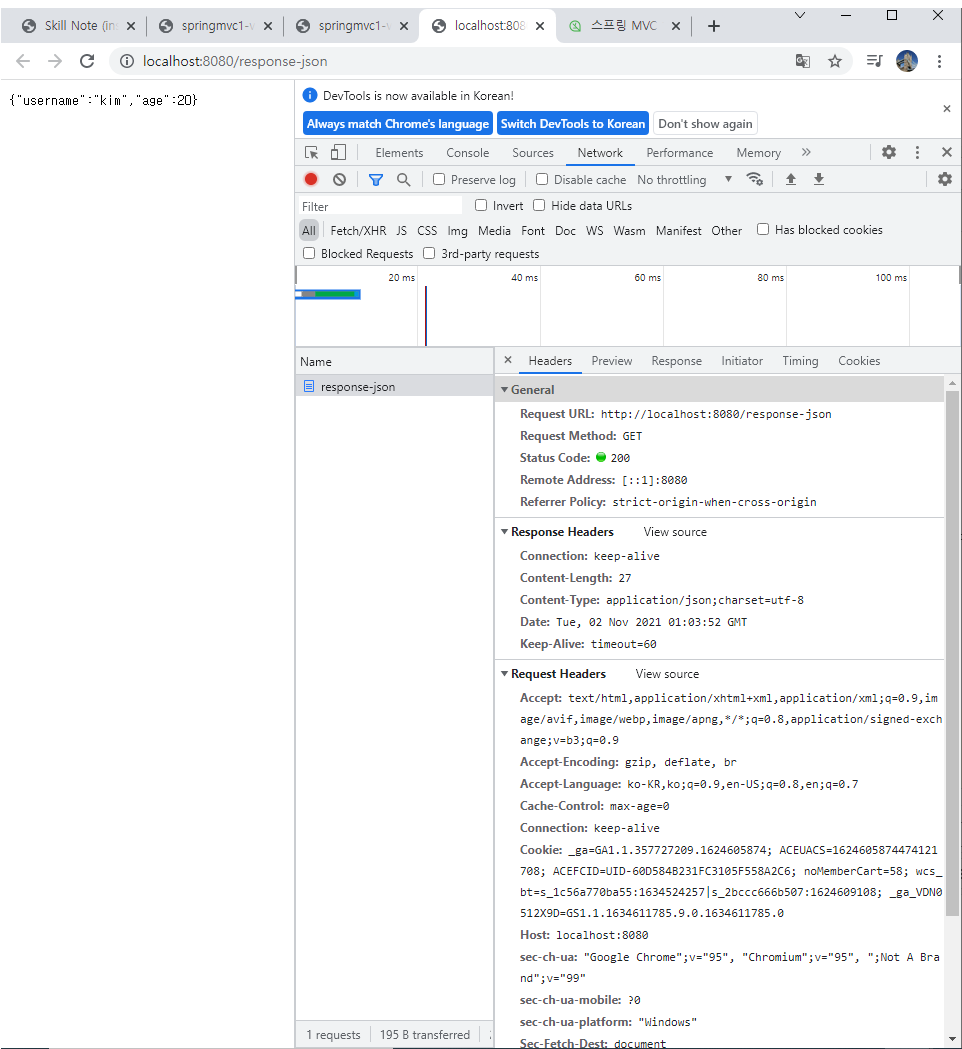 Skill Note (in
springmvc1-v
springmvc1-v
localhost:808
스프링 MVC
localhost:8080/response-json
{"username":"kim","age":20}
DevTools is now available in Korean!
Always match Chrome's language
Switch DevTools to Korean
Don't show again
Elements
Console
Sources
Network
Performance
Memory
Preserve log
Disable cache
No throttling
Filter
Invert
Hide data URLs
All
Fetch/XHR
JS
CSS
Img
Media
Font
Doc
WS
Wasm
Manifest
Other
Has blocked cookies
Blocked Requests
3rd-party requests
20 ms
40 ms
60 ms
80 ms
100 ms
Name
response-json
Headers
Preview
Response
Initiator
Timing
Cookies
General
Request URL: http://localhost:8080/response-json
Request Method: GET
Status Code: 200
Remote Address: [::1]:8080
Referrer Policy: strict-origin-when-cross-origin
Response Headers
View source
Connection: keep-alive
Content-Length: 27
Content-Type: application/json;charset=utf-8
Date: Tue, 02 Nov 2021 01:03:52 GMT
Keep-Alive: timeout=60
Request Headers
View source
Accept: text/html,application/xhtml+xml,application/xml;q=0.9,im
age/avif,image/webp,image/apng,*/*;q=0.8,application/signed-exch
ange;v=b3;q=0.9
Accept-Encoding: gzip, deflate, br
Accept-Language: ko-KR,ko;q=0.9,en-US;q=0.8,en;q=0.7
Cache-Control: max-age=0
Connection: keep-alive
Cookie: _ga=GA1.1.357727209.1624605874; ACEUACS=1624605874474121
708; ACEFCID=UID-60D584B231FC3105F558A2C6; noMemberCart=58; wcs_
bt=s_1c56a770ba55:1634524257|s_2bccc666b507:1624609108; _ga_VDN0
512X9D=GS1.1.1634611785.9.0.1634611785.0
Host: localhost:8080
sec-ch-ua: "Google Chrome";v="95", "Chromium";v="95", ";Not A Bra
nd";v="99"
sec-ch-ua-mobile: ?0
sec-ch-ua-platform: "Windows"
Sec-Fetch-Dest: document
1 requests
195 B transferred